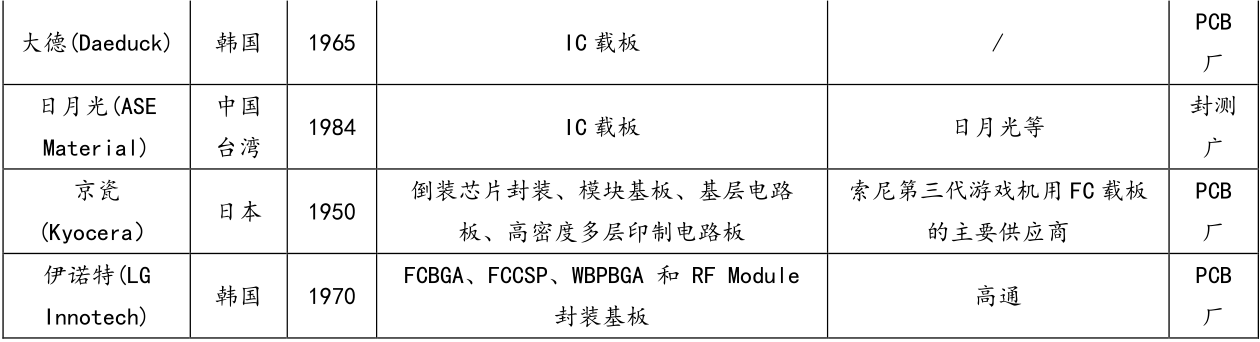 大德(Daeduck) 韩国 1965 IC 载板 / PCB
厂
日月光(ASE
Material) 中国
台湾 1984 IC 载板 日月光等 封测
广
京瓷
(Kyocera) 日本 1950 倒装芯片封装、模块基板、基层电路
板、高密度多层印制电路板 索尼第三代游戏机用 FC 载板
的主要供应商 PCB
厂
伊诺特(LG
Innotech) 韩国 1970 FCBGA、FCCSP、WBPBGA 和 RF Module
封装基板 高通 PCB
厂